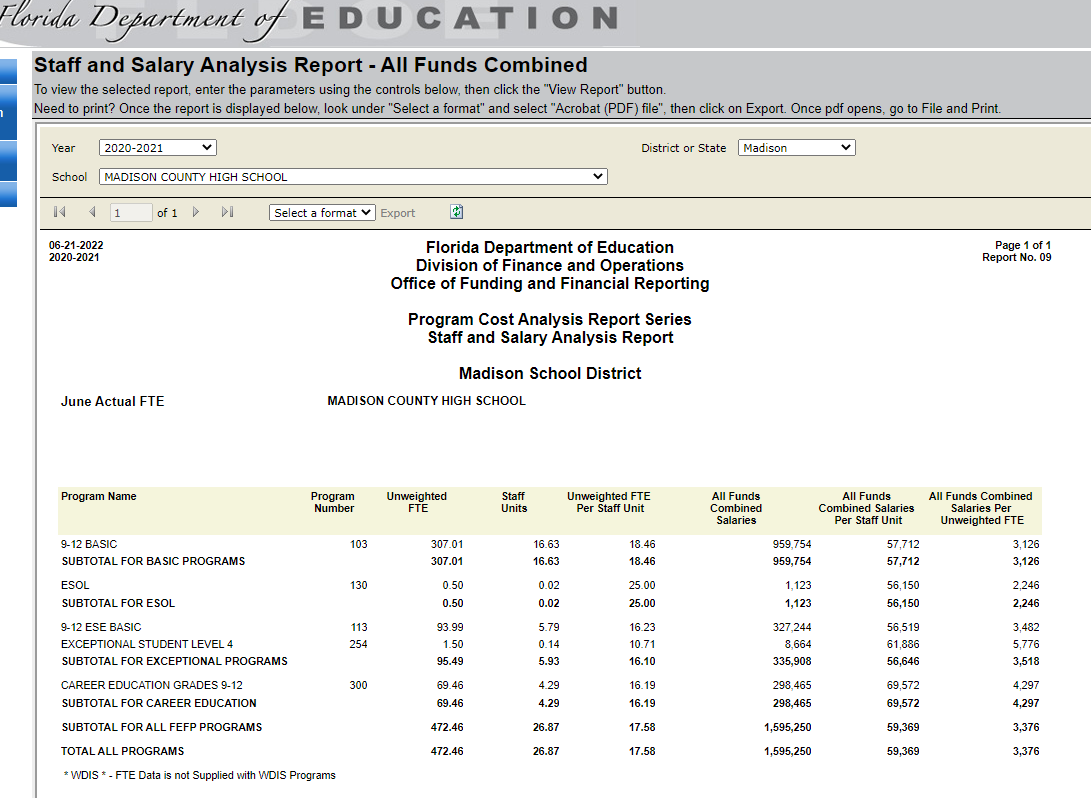 Florida Department of EDUCATION
Staff and Salary Analysis Report - All Funds Combined
To view the selected report, enter the parameters using the controls below, then click the "View Report" button.
Need to print? Once the report is displayed below, look under "Select a format" and select "Acrobat (PDF) file", then click on Export. Once pdf opens, go to File and Print.
Year 2020-2021 District or State Madison
School MADISON COUNTY HIGH SCHOOL
1 of 1 Select a format Export
06-21-2022 Florida Department of Education Page 1 of 1
2020-2021 Division of Finance and Operations Report No. 09
Office of Funding and Financial Reporting
Program Cost Analysis Report Series
Staff and Salary Analysis Report
Madison School District
June Actual FTE MADISON COUNTY HIGH SCHOOL
Program Name Program Unweighted Staff Unweighted FTE All Funds All Funds All Funds Combined
Number FTE Units Per Staff Unit Combined Combined Salaries Salaries Per
Salaries Per Staff Unit Unweighted FTE
9-12 BASIC 103 307.01 16.63 18.46 959,754 57,712 3,126
SUBTOTAL FOR BASIC PROGRAMS 307.01 16.63 18.46 959,754 57,712 3,126
ESOL 130 0.50 0.02 25.00 1,123 56,150 2,246
SUBTOTAL FOR ESOL 0.50 0.02 25.00 1,123 56,150 2,246
9-12 ESE BASIC 113 93.99 5.79 16.23 327,244 56,519 3,482
EXCEPTIONAL STUDENT LEVEL 4 254 1.50 0.14 10.71 8,664 61,886 5,776
SUBTOTAL FOR EXCEPTIONAL PROGRAMS 95.49 5.93 16.10 335,908 56,646 3,518
CAREER EDUCATION GRADES 9-12 300 69.46 4.29 16.19 298,465 69,572 4,297
SUBTOTAL FOR CAREER EDUCATION 69.46 4.29 16.19 298,465 69,572 4,297
SUBTOTAL FOR ALL FEFP PROGRAMS 472.46 26.87 17.58 1,595,250 59,369 3,376
TOTAL ALL PROGRAMS 472.46 26.87 17.58 1,595,250 59,369 3,376
* WDIS * - FTE Data is not Supplied with WDIS Programs